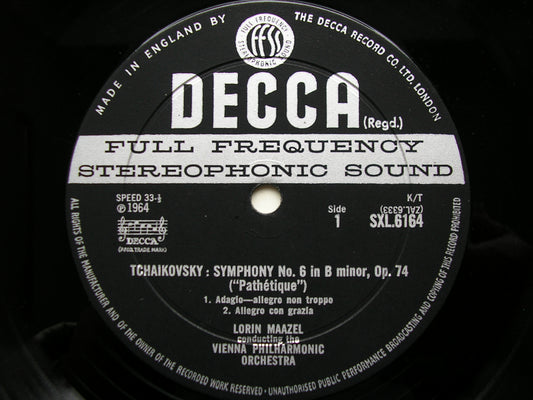 MADE IN ENGLAND BY THE DECCA RECORD CO. LTD. LONDON
FULL FREQUENCY
ffss
STEREOPHONIC SOUND
DECCA (Regd.)
FULL FREQUENCY
STEREOPHONIC SOUND
SPEED 33-⅓
Ⓟ1964
DECCA
(REGD. TRADE MARK)
Side
1
K/T
(ZAL.6333)
SXL.6164
TCHAIKOVSKY : SYMPHONY No. 6 in B minor, Op. 74
("Pathétique")
1. Adagio—allegro non troppo
2. Allegro con grazia
LORIN MAAZEL
conducting the
VIENNA PHILHARMONIC
ORCHESTRA
ALL RIGHTS OF THE MANUFACTURER AND OF THE OWNER OF THE RECORDED WORK RESERVED · UNAUTHORISED PUBLIC PERFORMANCE BROADCASTING AND COPYING OF THIS RECORD PROHIBITED